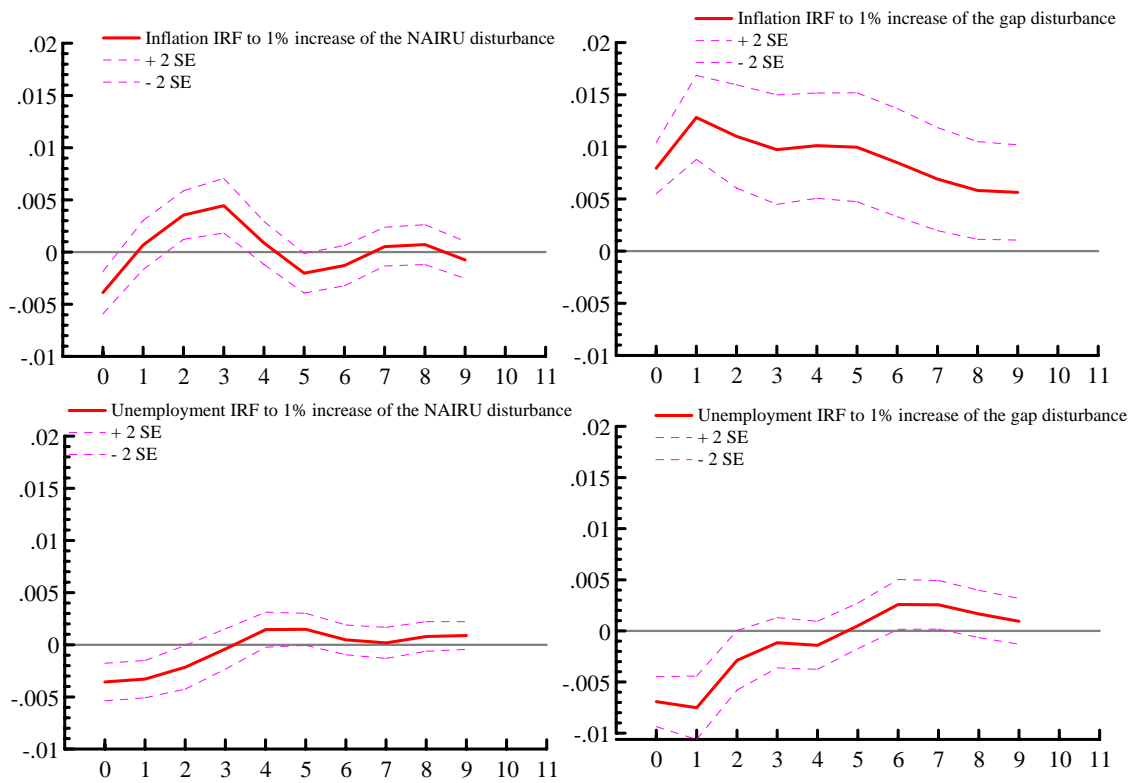 Inflation IRF to 1% increase of the NAIRU disturbance
+ 2 SE
- 2 SE
.02
.015
.01
.005
0
-.005
-.01
0 1 2 3 4 5 6 7 8 9 10 11
Inflation IRF to 1% increase of the gap disturbance
+ 2 SE
- 2 SE
.02
.015
.01
.005
0
-.005
-.01
0 1 2 3 4 5 6 7 8 9 10 11
Unemployment IRF to 1% increase of the NAIRU disturbance
+ 2 SE
- 2 SE
.02
.015
.01
.005
0
-.005
-.01
0 1 2 3 4 5 6 7 8 9 10 11
Unemployment IRF to 1% increase of the gap disturbance
+ 2 SE
- 2 SE
.02
.015
.01
.005
0
-.005
-.01
0 1 2 3 4 5 6 7 8 9 10 11